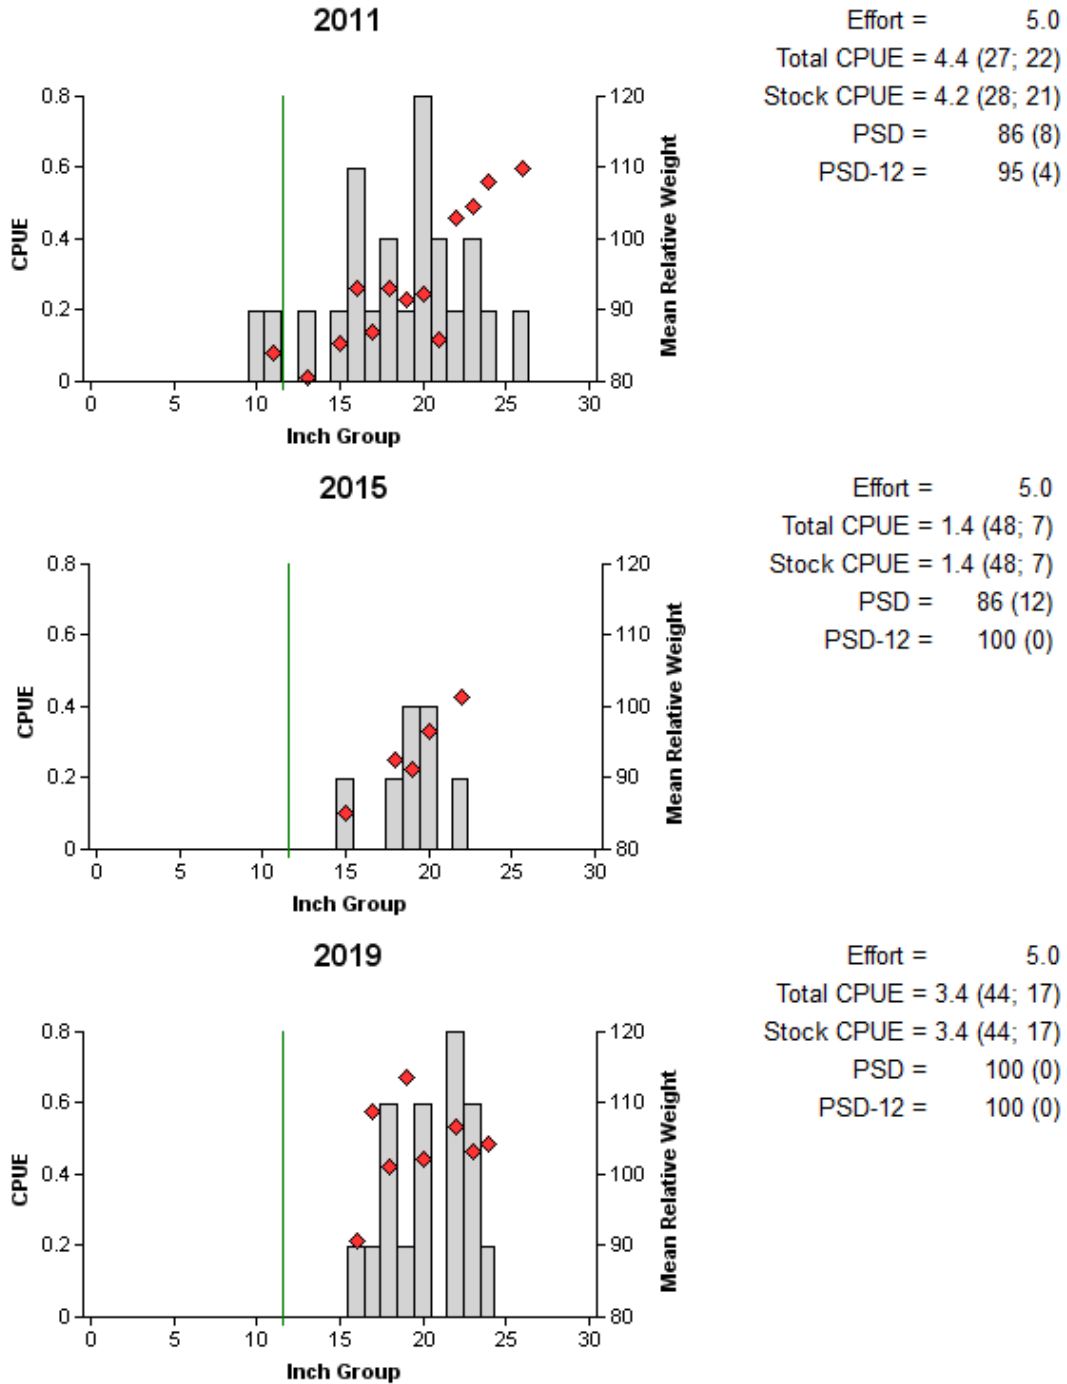 2011
Effort = 5.0
Total CPUE = 4.4 (27; 22)
Stock CPUE = 4.2 (28; 21)
PSD = 86 (8)
PSD-12 = 95 (4)
0.8
0.6
0.4
0.2
0
CPUE
120
110
100
90
80
Mean Relative Weight
0 5 10 15 20 25 30
Inch Group
2015
Effort = 5.0
Total CPUE = 1.4 (48; 7)
Stock CPUE = 1.4 (48; 7)
PSD = 86 (12)
PSD-12 = 100 (0)
0.8
0.6
0.4
0.2
0
CPUE
120
110
100
90
80
Mean Relative Weight
0 5 10 15 20 25 30
Inch Group
2019
Effort = 5.0
Total CPUE = 3.4 (44; 17)
Stock CPUE = 3.4 (44; 17)
PSD = 100 (0)
PSD-12 = 100 (0)
0.8
0.6
0.4
0.2
0
CPUE
120
110
100
90
80
Mean Relative Weight
0 5 10 15 20 25 30
Inch Group